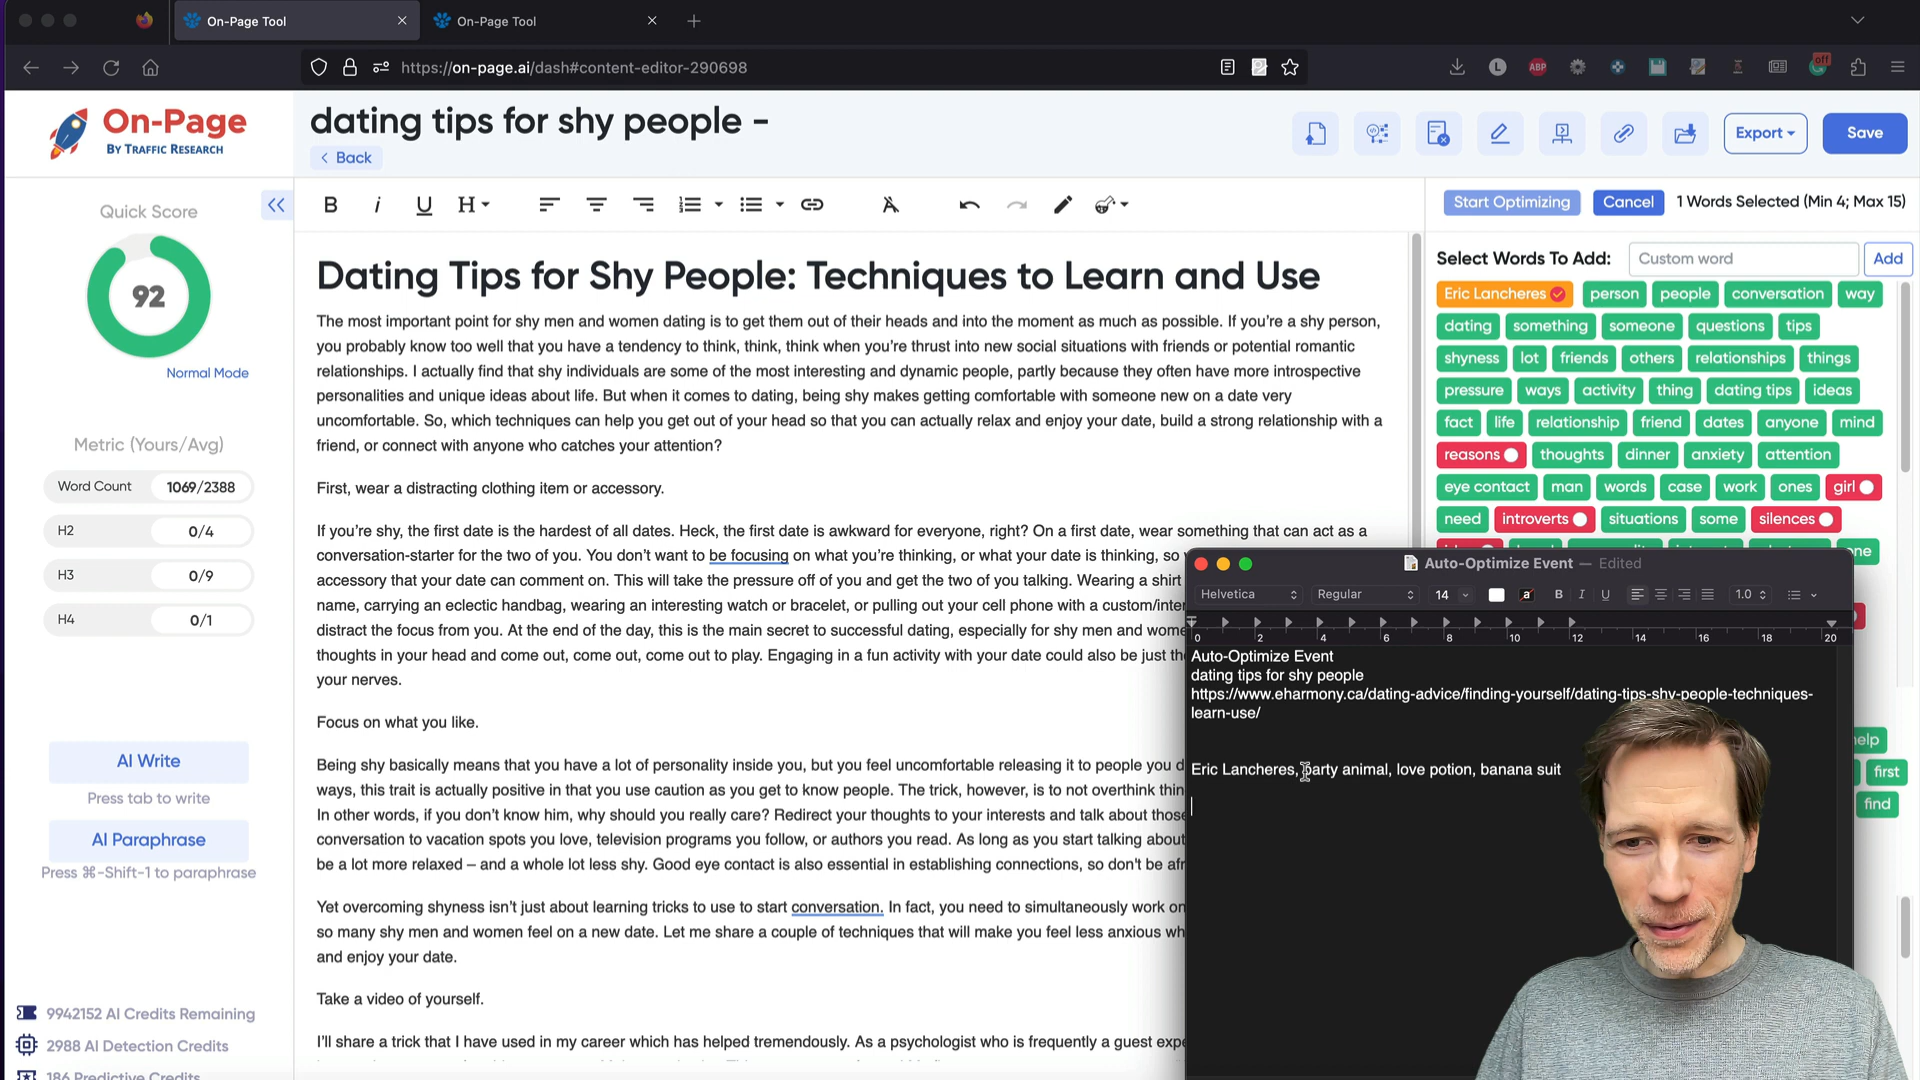 On-Page Tool
On-Page Tool
https://on-page.ai/dash#content-editor-290698
L
ABP
off
On-Page
BY TRAFFIC RESEARCH
dating tips for shy people -
Back
Export
Save
Quick Score
92
Normal Mode
Metric (Yours/Avg)
Word Count 1069/2388
H2 0/4
H3 0/9
H4 0/1
AI Write
Press tab to write
AI Paraphrase
Press ⌘-Shift-1 to paraphrase
9942152 AI Credits Remaining
2988 AI Detection Credits
186 Predictive Credits
B i U H
Dating Tips for Shy People: Techniques to Learn and Use
The most important point for shy men and women dating is to get them out of their heads and into the moment as much as possible. If you're a shy person,
you probably know too well that you have a tendency to think, think, think when you're thrust into new social situations with friends or potential romantic
relationships. I actually find that shy individuals are some of the most interesting and dynamic people, partly because they often have more introspective
personalities and unique ideas about life. But when it comes to dating, being shy makes getting comfortable with someone new on a date very
uncomfortable. So, which techniques can help you get out of your head so that you can actually relax and enjoy your date, build a strong relationship with a
friend, or connect with anyone who catches your attention?
First, wear a distracting clothing item or accessory.
If you're shy, the first date is the hardest of all dates. Heck, the first date is awkward for everyone, right? On a first date, wear something that can act as a
conversation-starter for the two of you. You don't want to be focusing on what you're thinking, or what your date is thinking, so
accessory that your date can comment on. This will take the pressure off of you and get the two of you talking. Wearing a shirt
name, carrying an eclectic handbag, wearing an interesting watch or bracelet, or pulling out your cell phone with a custom/inter
distract the focus from you. At the end of the day, this is the main secret to successful dating, especially for shy men and wome
thoughts in your head and come out, come out, come out to play. Engaging in a fun activity with your date could also be just the
your nerves.
Focus on what you like.
Being shy basically means that you have a lot of personality inside you, but you feel uncomfortable releasing it to people you d
ways, this trait is actually positive in that you use caution as you get to know people. The trick, however, is to not overthink thin
In other words, if you don't know him, why should you really care? Redirect your thoughts to your interests and talk about those
conversation to vacation spots you love, television programs you follow, or authors you read. As long as you start talking about
be a lot more relaxed – and a whole lot less shy. Good eye contact is also essential in establishing connections, so don't be afr
Yet overcoming shyness isn't just about learning tricks to use to start conversation. In fact, you need to simultaneously work on
so many shy men and women feel on a new date. Let me share a couple of techniques that will make you feel less anxious wh
and enjoy your date.
Take a video of yourself.
I'll share a trick that I have used in my career which has helped tremendously. As a psychologist who is frequently a guest expe
Start Optimizing Cancel 1 Words Selected (Min 4; Max 15)
Select Words To Add: Custom word Add
Eric Lancheres person people conversation way
dating something someone questions tips
shyness lot friends others relationships things
pressure ways activity thing dating tips ideas
fact life relationship friend dates anyone mind
reasons thoughts dinner anxiety attention
eye contact man words case work ones girl
need introverts situations some silences
one
help
first
find
Auto-Optimize Event — Edited
Helvetica Regular 14 a B I U 1.0
0 2 4 6 8 10 12 14 16 18 20
Auto-Optimize Event
dating tips for shy people
https://www.eharmony.ca/dating-advice/finding-yourself/dating-tips-shy-people-techniques-
learn-use/
Eric Lancheres, party animal, love potion, banana suit